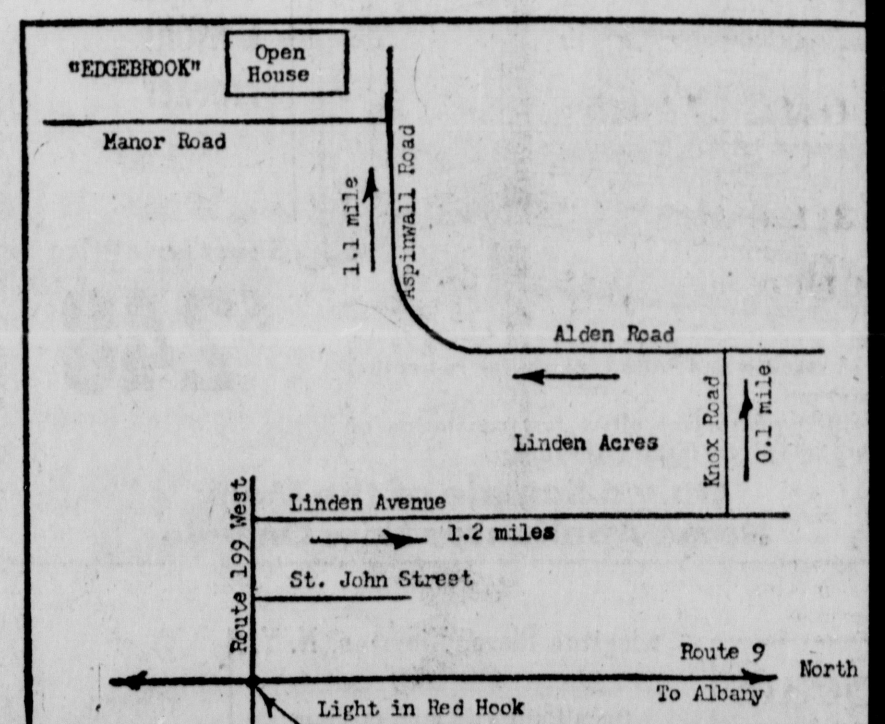 "EDGEBROOK"
Open
House
Manor Road
Aspinwall Road
1.1 mile
Alden Road
Knox Road
0.1 mile
Linden Acres
Linden Avenue
1.2 miles
Route 199 West
St. John Street
Route 9
North
To Albany
Light in Red Hook